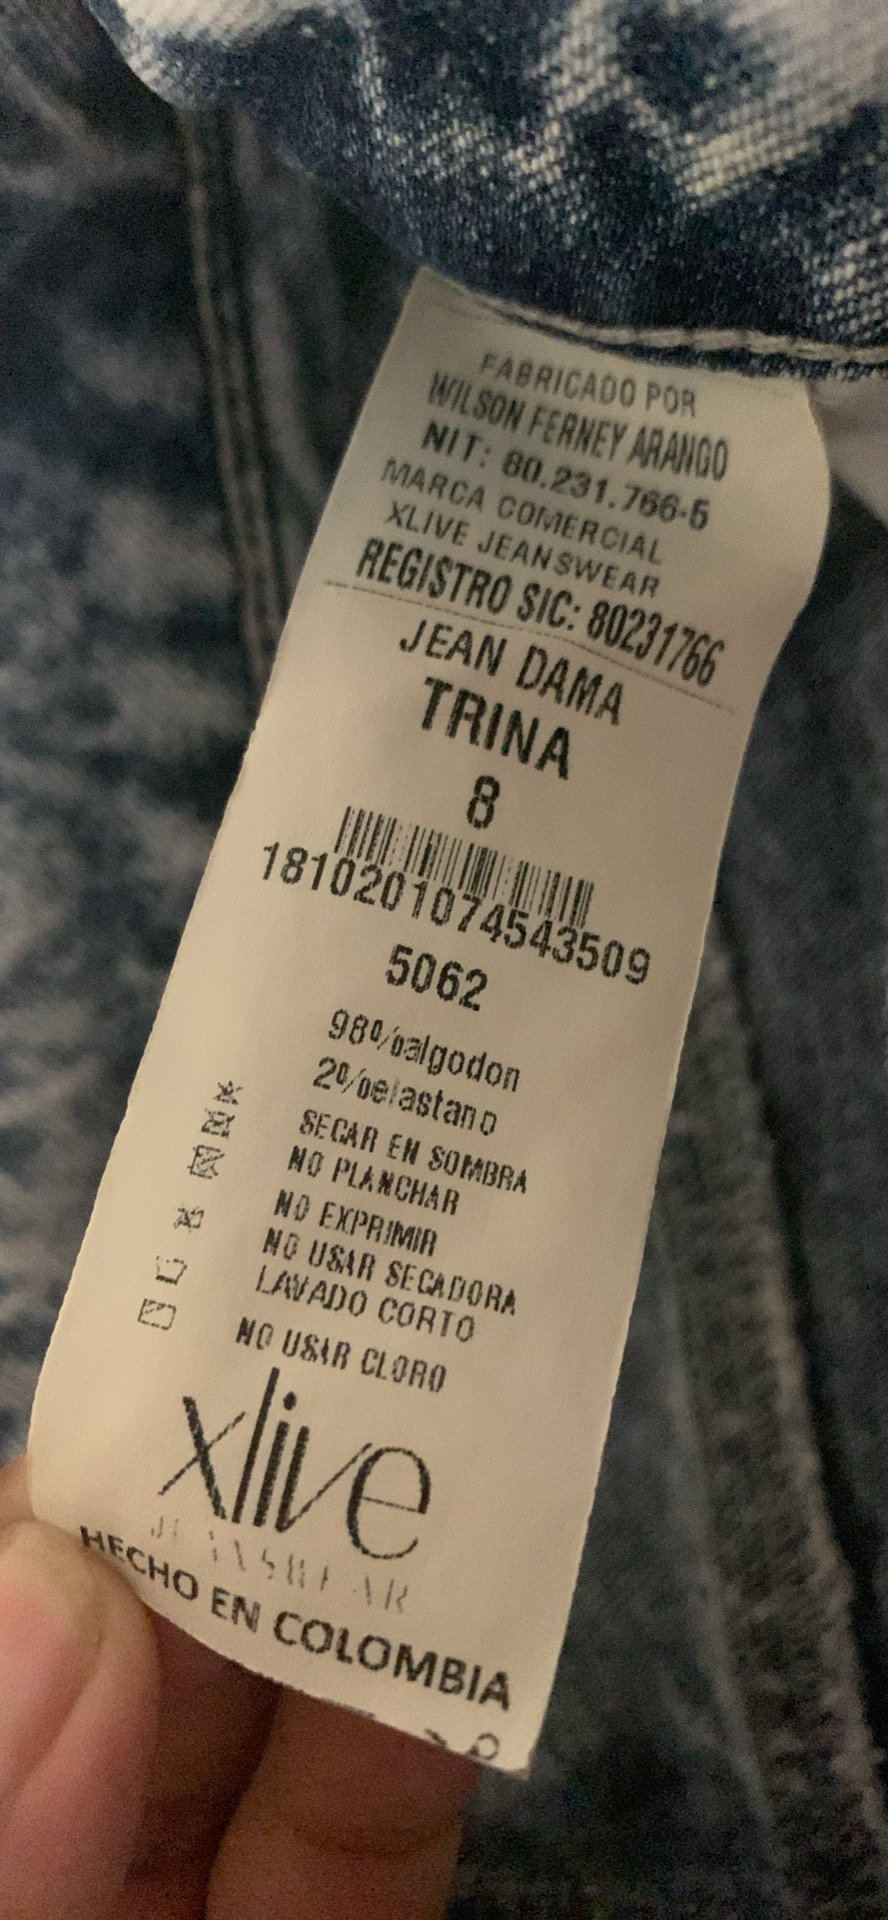 FABRICADO POR
WILSON FERNEY ARANGO
NIT: 80.231.766-5
MARCA COMERCIAL
XLIVE JEANSWEAR
REGISTRO SIC: 80231766
JEAN DAMA
TRINA
8
1810201074543509
5062
98%algodon
2%elastano
SECAR EN SOMBRA
NO PLANCHAR
NO EXPRIMIR
NO USAR SECADORA
LAVADO CORTO
NO USAR CLORO
xlive
JEANSWEAR
HECHO EN COLOMBIA